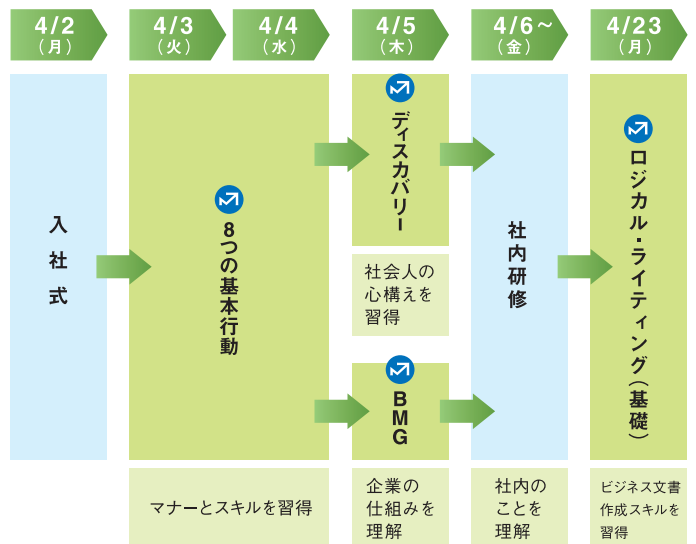 4/2
(月)
4/3
(火)
4/4
(水)
4/5
(木)
4/6～
(金)
4/23
(月)
入社式
8つの基本行動
マナーとスキルを習得
ディスカバリー
社会人の
心構えを
習得
BMG
企業の
仕組みを
理解
社内研修
社内の
ことを
理解
ロジカル・ライティング(基礎)
ビジネス文書
作成スキルを
習得